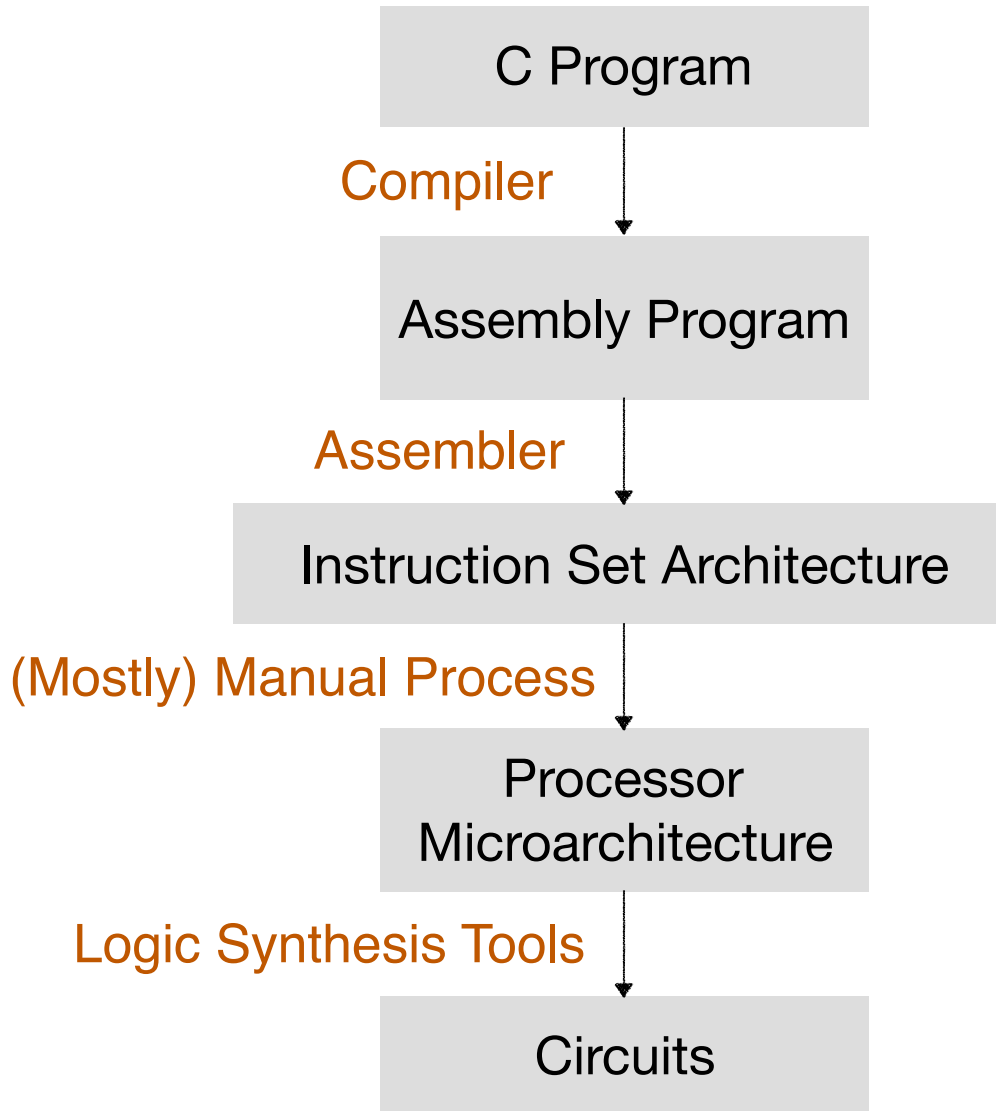 C Program
Compiler
Assembly Program
Assembler
Instruction Set Architecture
(Mostly) Manual Process
Processor
Microarchitecture
Logic Synthesis Tools
Circuits